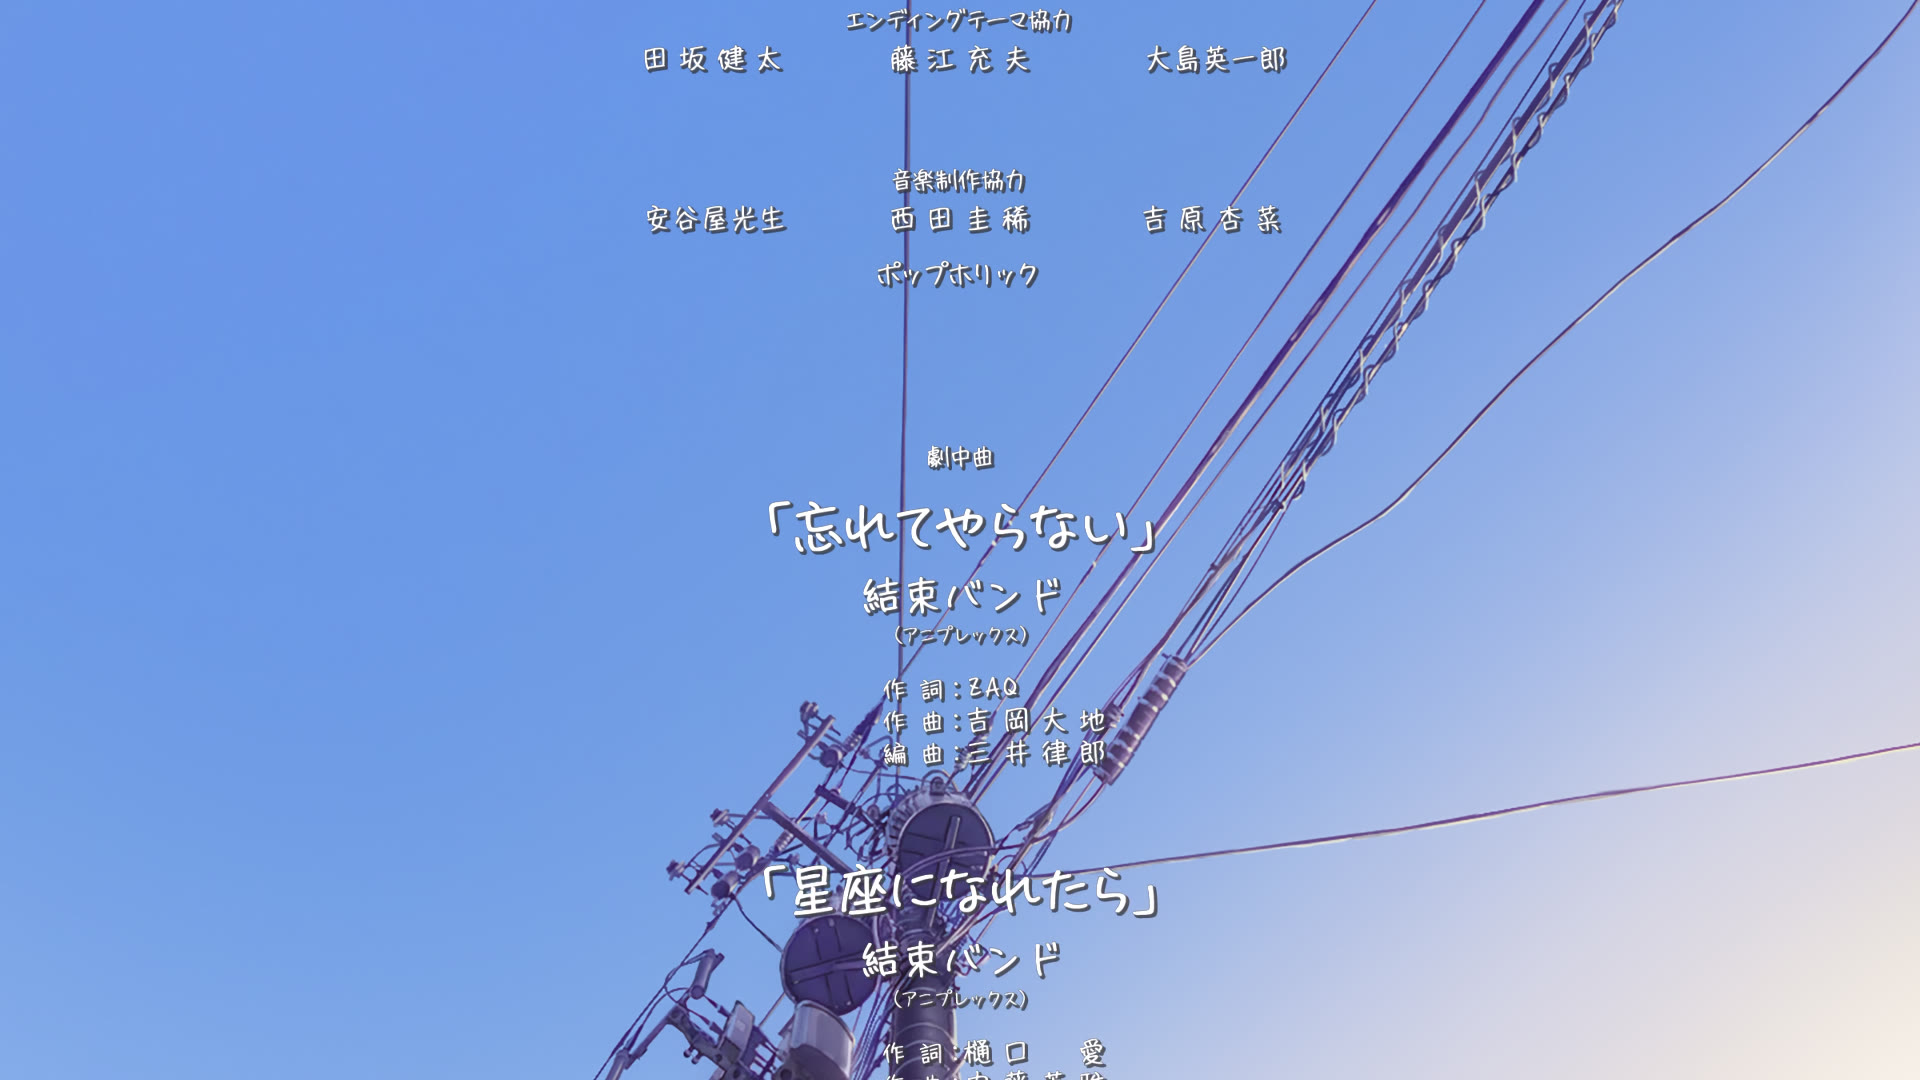 エンディングテーマ協力
田坂健太 藤江充夫 大島英一郎
音楽制作協力
安谷屋光生 西田圭稀 吉原杏菜
ポップホリック
劇中曲
「忘れてやらない」
結束バンド
(アニプレックス)
作詞:ZAQ
作曲:吉岡大地
編曲:三井律郎
「星座になれたら」
結束バンド
(アニプレックス)
作詞:樋口 愛